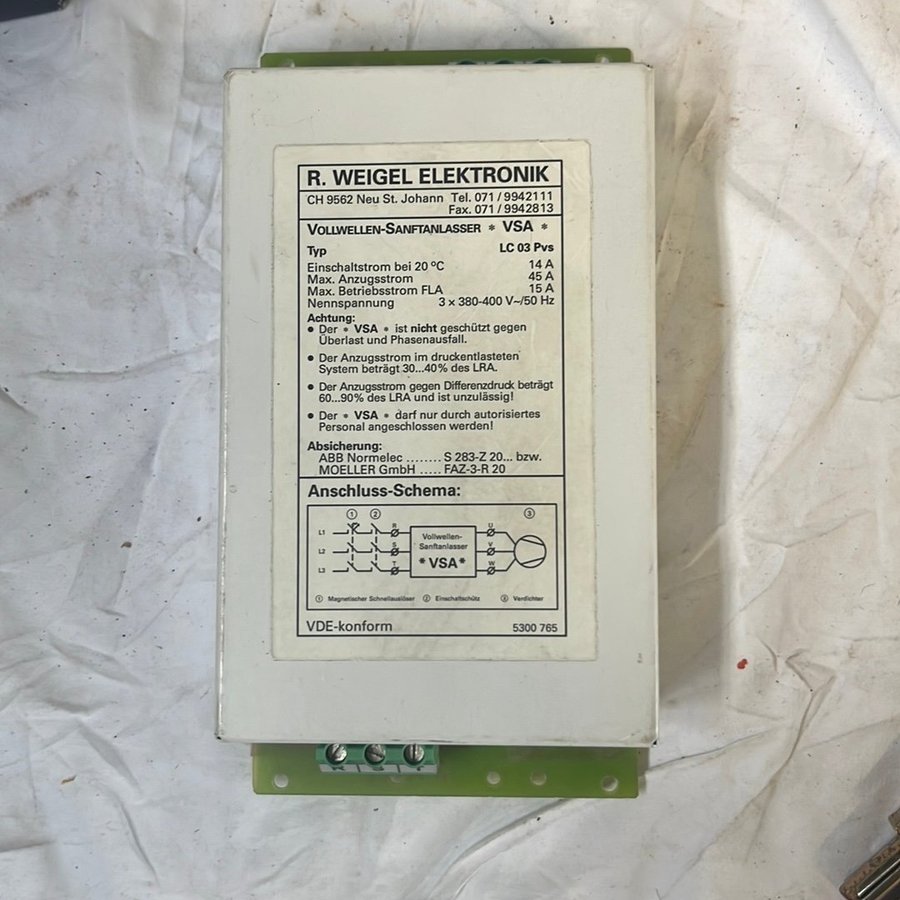 R. WEIGEL ELEKTRONIK
CH 9562 Neu St. Johann Tel. 071 / 9942111
Fax. 071 / 9942813
VOLLWELLEN-SANFTANLASSER * VSA *
Typ LC 03 Pvs
Einschaltstrom bei 20 °C 14 A
Max. Anzugsstrom 45 A
Max. Betriebsstrom FLA 15 A
Nennspannung 3 x 380-400 V~/50 Hz
Achtung:
• Der * VSA * ist nicht geschützt gegen
Überlast und Phasenausfall.
• Der Anzugsstrom im druckentlasteten
System beträgt 30...40% des LRA.
• Der Anzugsstrom gegen Differenzdruck beträgt
60...90% des LRA und ist unzulässig!
• Der * VSA * darf nur durch autorisiertes
Personal angeschlossen werden!
Absicherung:
ABB Normelec ........ S 283-Z 20... bzw.
MOELLER GmbH ..... FAZ-3-R 20
Anschluss-Schema:
① ② ③
L1 R U
L2 S V
L3 T W
Vollwellen-
Sanftanlasser
*VSA*
① Magnetischer Schnellauslöser ② Einschaltschütz ③ Verdichter
VDE-konform 5300 765
R S T